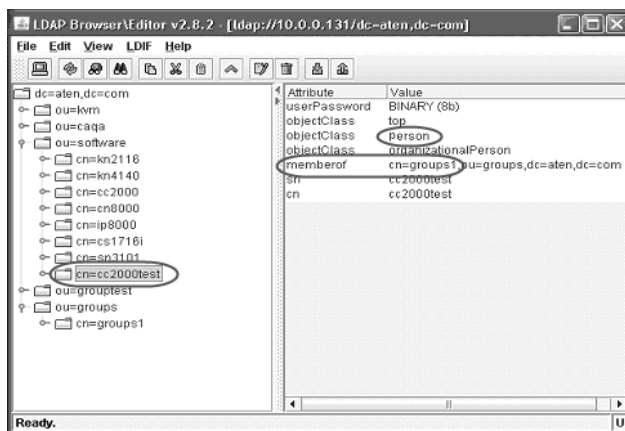 LDAP Browser\Editor v2.8.2 - [ldap://10.0.0.131/dc=aten,dc=com]
File Edit View LDIF Help
dc=aten,dc=com
ou=kvm
ou=caqa
ou=software
cn=kn2116
cn=kn4140
cn=cc2000
cn=cn8000
cn=ip8000
cn=cs1716i
cn=sn3101
cn=cc2000test
ou=grouptest
ou=groups
cn=groups1
Attribute Value
userPassword BINARY (8b)
objectClass top
objectClass person
objectClass organizationalPerson
memberof cn=groups1,ou=groups,dc=aten,dc=com
sn cc2000test
cn cc2000test
Ready. U